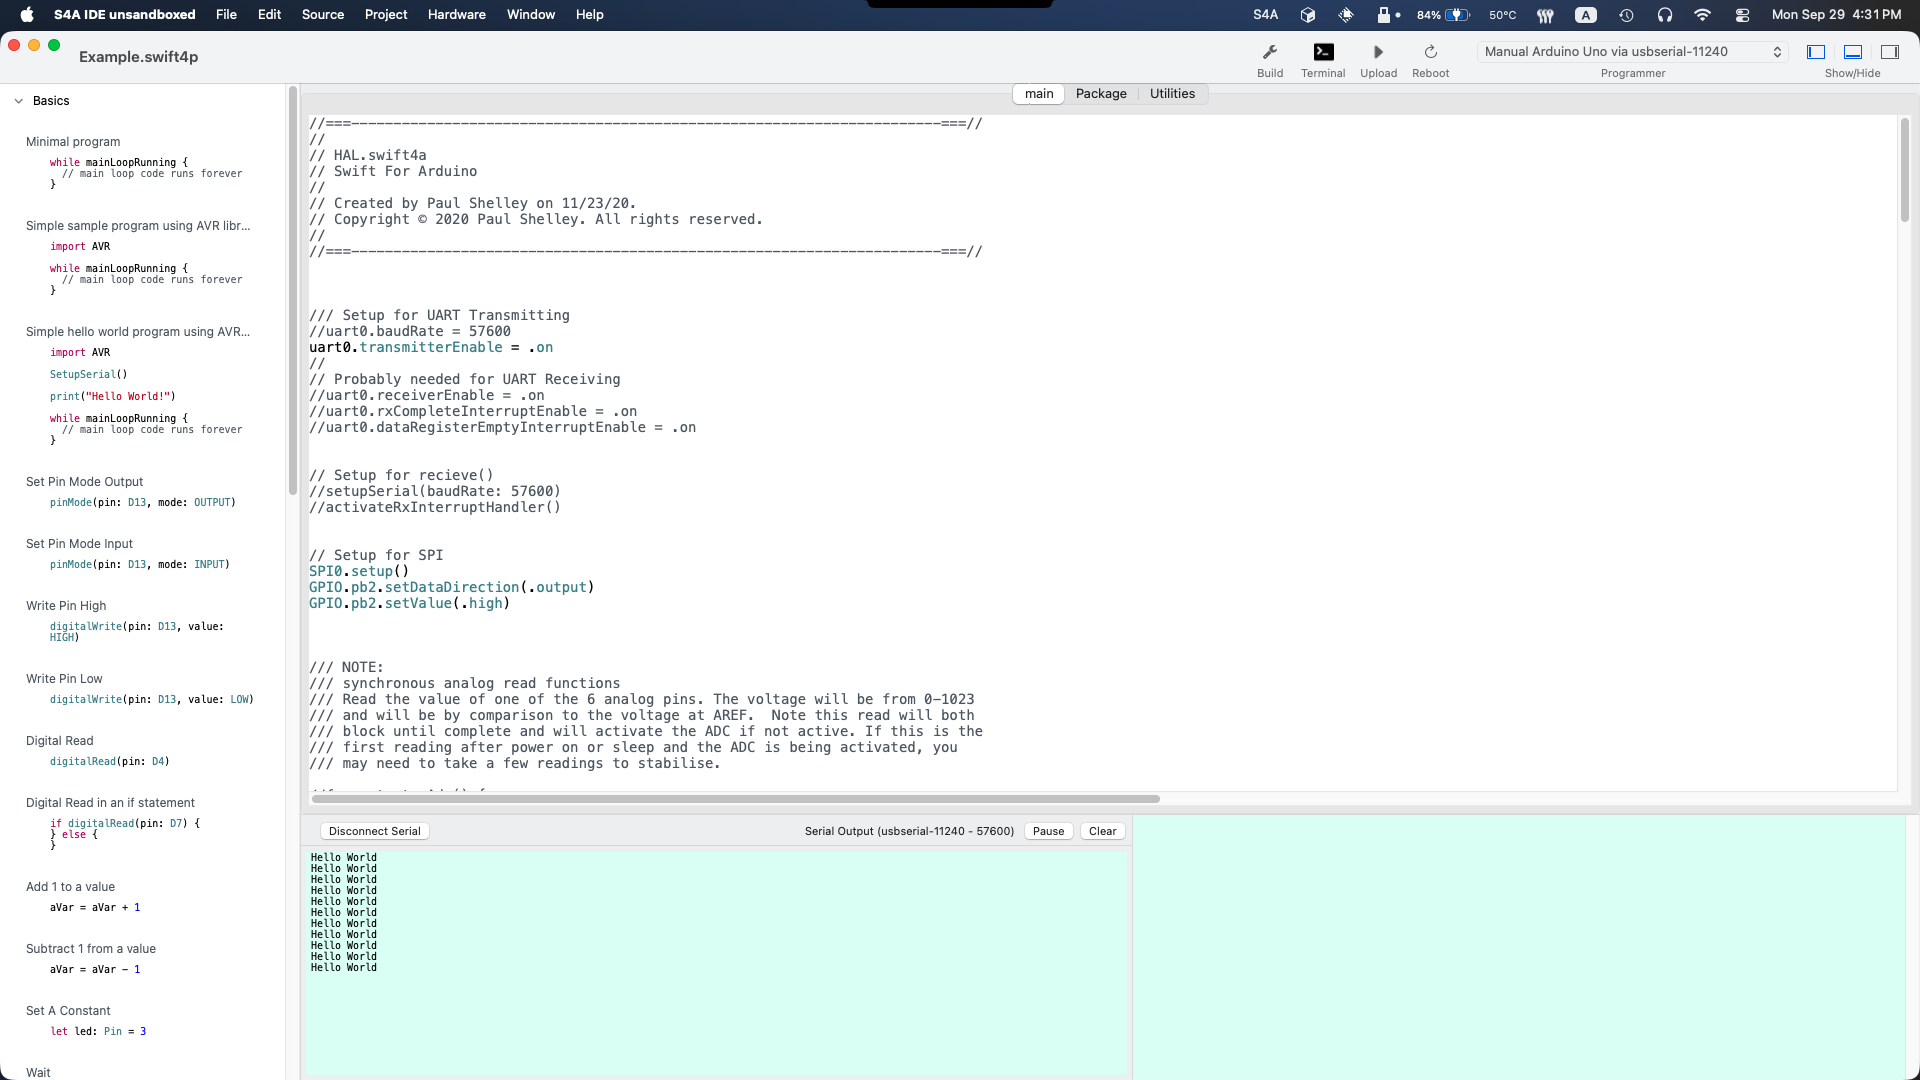 S4A IDE unsandboxed File Edit Source Project Hardware Window Help S4A 84% 50°C A Mon Sep 29 4:31 PM
Example.swift4p
Build Terminal Upload Reboot
Manual Arduino Uno via usbserial-11240
Programmer
Show/Hide
Basics
Minimal program
while mainLoopRunning {
// main loop code runs forever
}
Simple sample program using AVR libr...
import AVR
while mainLoopRunning {
// main loop code runs forever
}
Simple hello world program using AVR...
import AVR
SetupSerial()
print("Hello World!")
while mainLoopRunning {
// main loop code runs forever
}
Set Pin Mode Output
pinMode(pin: D13, mode: OUTPUT)
Set Pin Mode Input
pinMode(pin: D13, mode: INPUT)
Write Pin High
digitalWrite(pin: D13, value:
HIGH)
Write Pin Low
digitalWrite(pin: D13, value: LOW)
Digital Read
digitalRead(pin: D4)
Digital Read in an if statement
if digitalRead(pin: D7) {
} else {
}
Add 1 to a value
aVar = aVar + 1
Subtract 1 from a value
aVar = aVar - 1
Set A Constant
let led: Pin = 3
Wait
main Package Utilities
//===----------------------------------------------------------------------===//
//
// HAL.swift4a
// Swift For Arduino
//
// Created by Paul Shelley on 11/23/20.
// Copyright © 2020 Paul Shelley. All rights reserved.
//
//===----------------------------------------------------------------------===//
/// Setup for UART Transmitting
//uart0.baudRate = 57600
uart0.transmitterEnable = .on
//
// Probably needed for UART Receiving
//uart0.receiverEnable = .on
//uart0.rxCompleteInterruptEnable = .on
//uart0.dataRegisterEmptyInterruptEnable = .on
// Setup for recieve()
//setupSerial(baudRate: 57600)
//activateRxInterruptHandler()
// Setup for SPI
SPI0.setup()
GPIO.pb2.setDataDirection(.output)
GPIO.pb2.setValue(.high)
/// NOTE:
/// synchronous analog read functions
/// Read the value of one of the 6 analog pins. The voltage will be from 0-1023
/// and will be by comparison to the voltage at AREF.  Note this read will both
/// block until complete and will activate the ADC if not active. If this is the
/// first reading after power on or sleep and the ADC is being activated, you
/// may need to take a few readings to stabilise.
Disconnect Serial Serial Output (usbserial-11240 - 57600) Pause Clear
Hello World
Hello World
Hello World
Hello World
Hello World
Hello World
Hello World
Hello World
Hello World
Hello World
Hello World